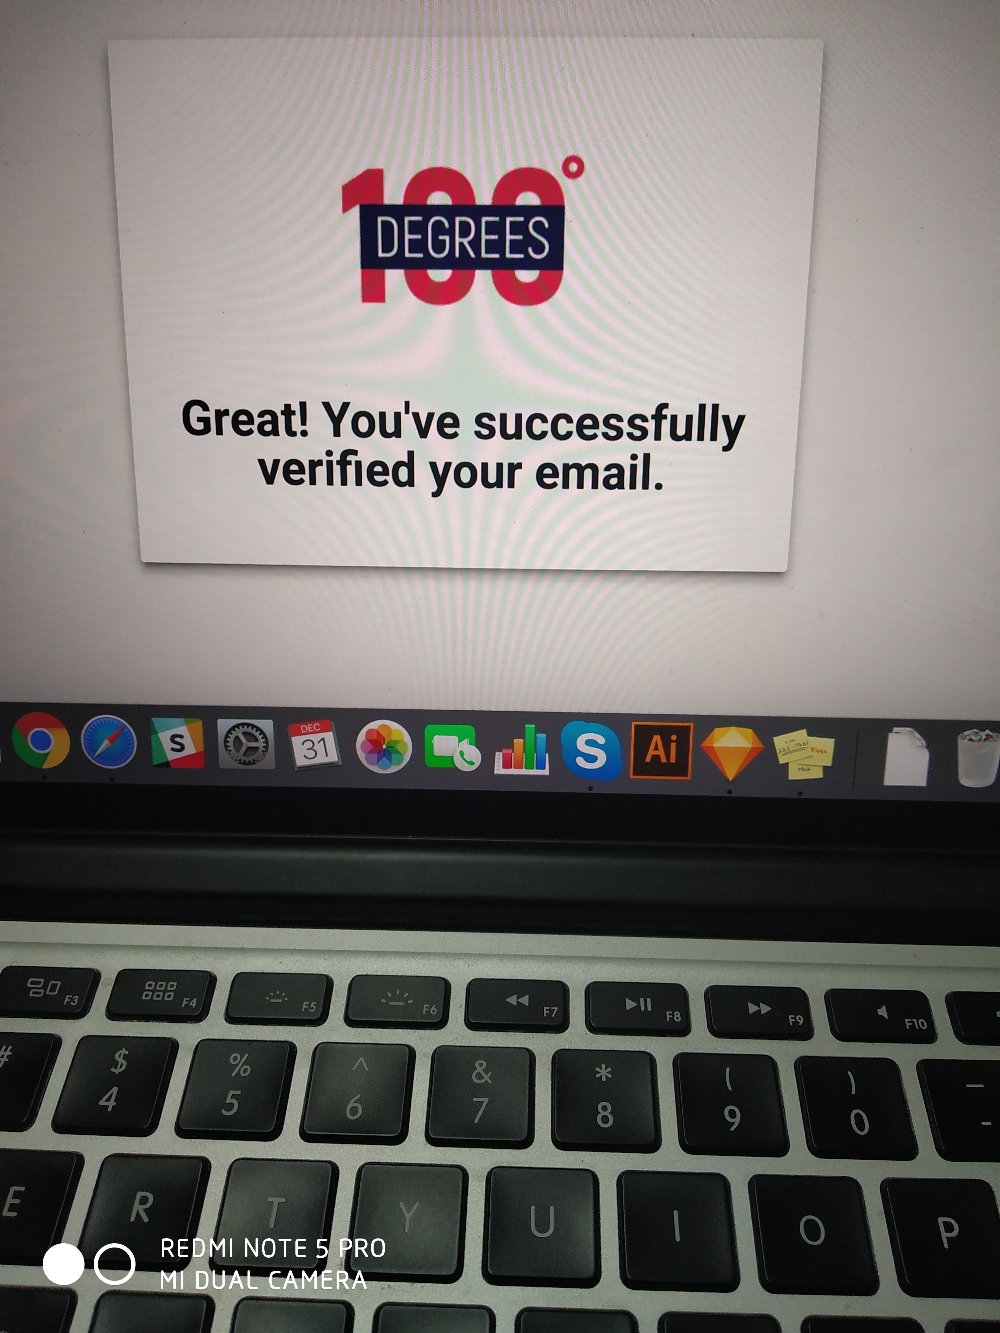 100°
DEGREES
Great! You've successfully
verified your email.
S
DEC
31
S
Ai
F3
F4
F5
F6
F7
F8
F9
F10
#
$
4
%
5
^
6
&
7
*
8
(
9
)
0
_
-
E
R
T
Y
U
I
O
P
REDMI NOTE 5 PRO
MI DUAL CAMERA